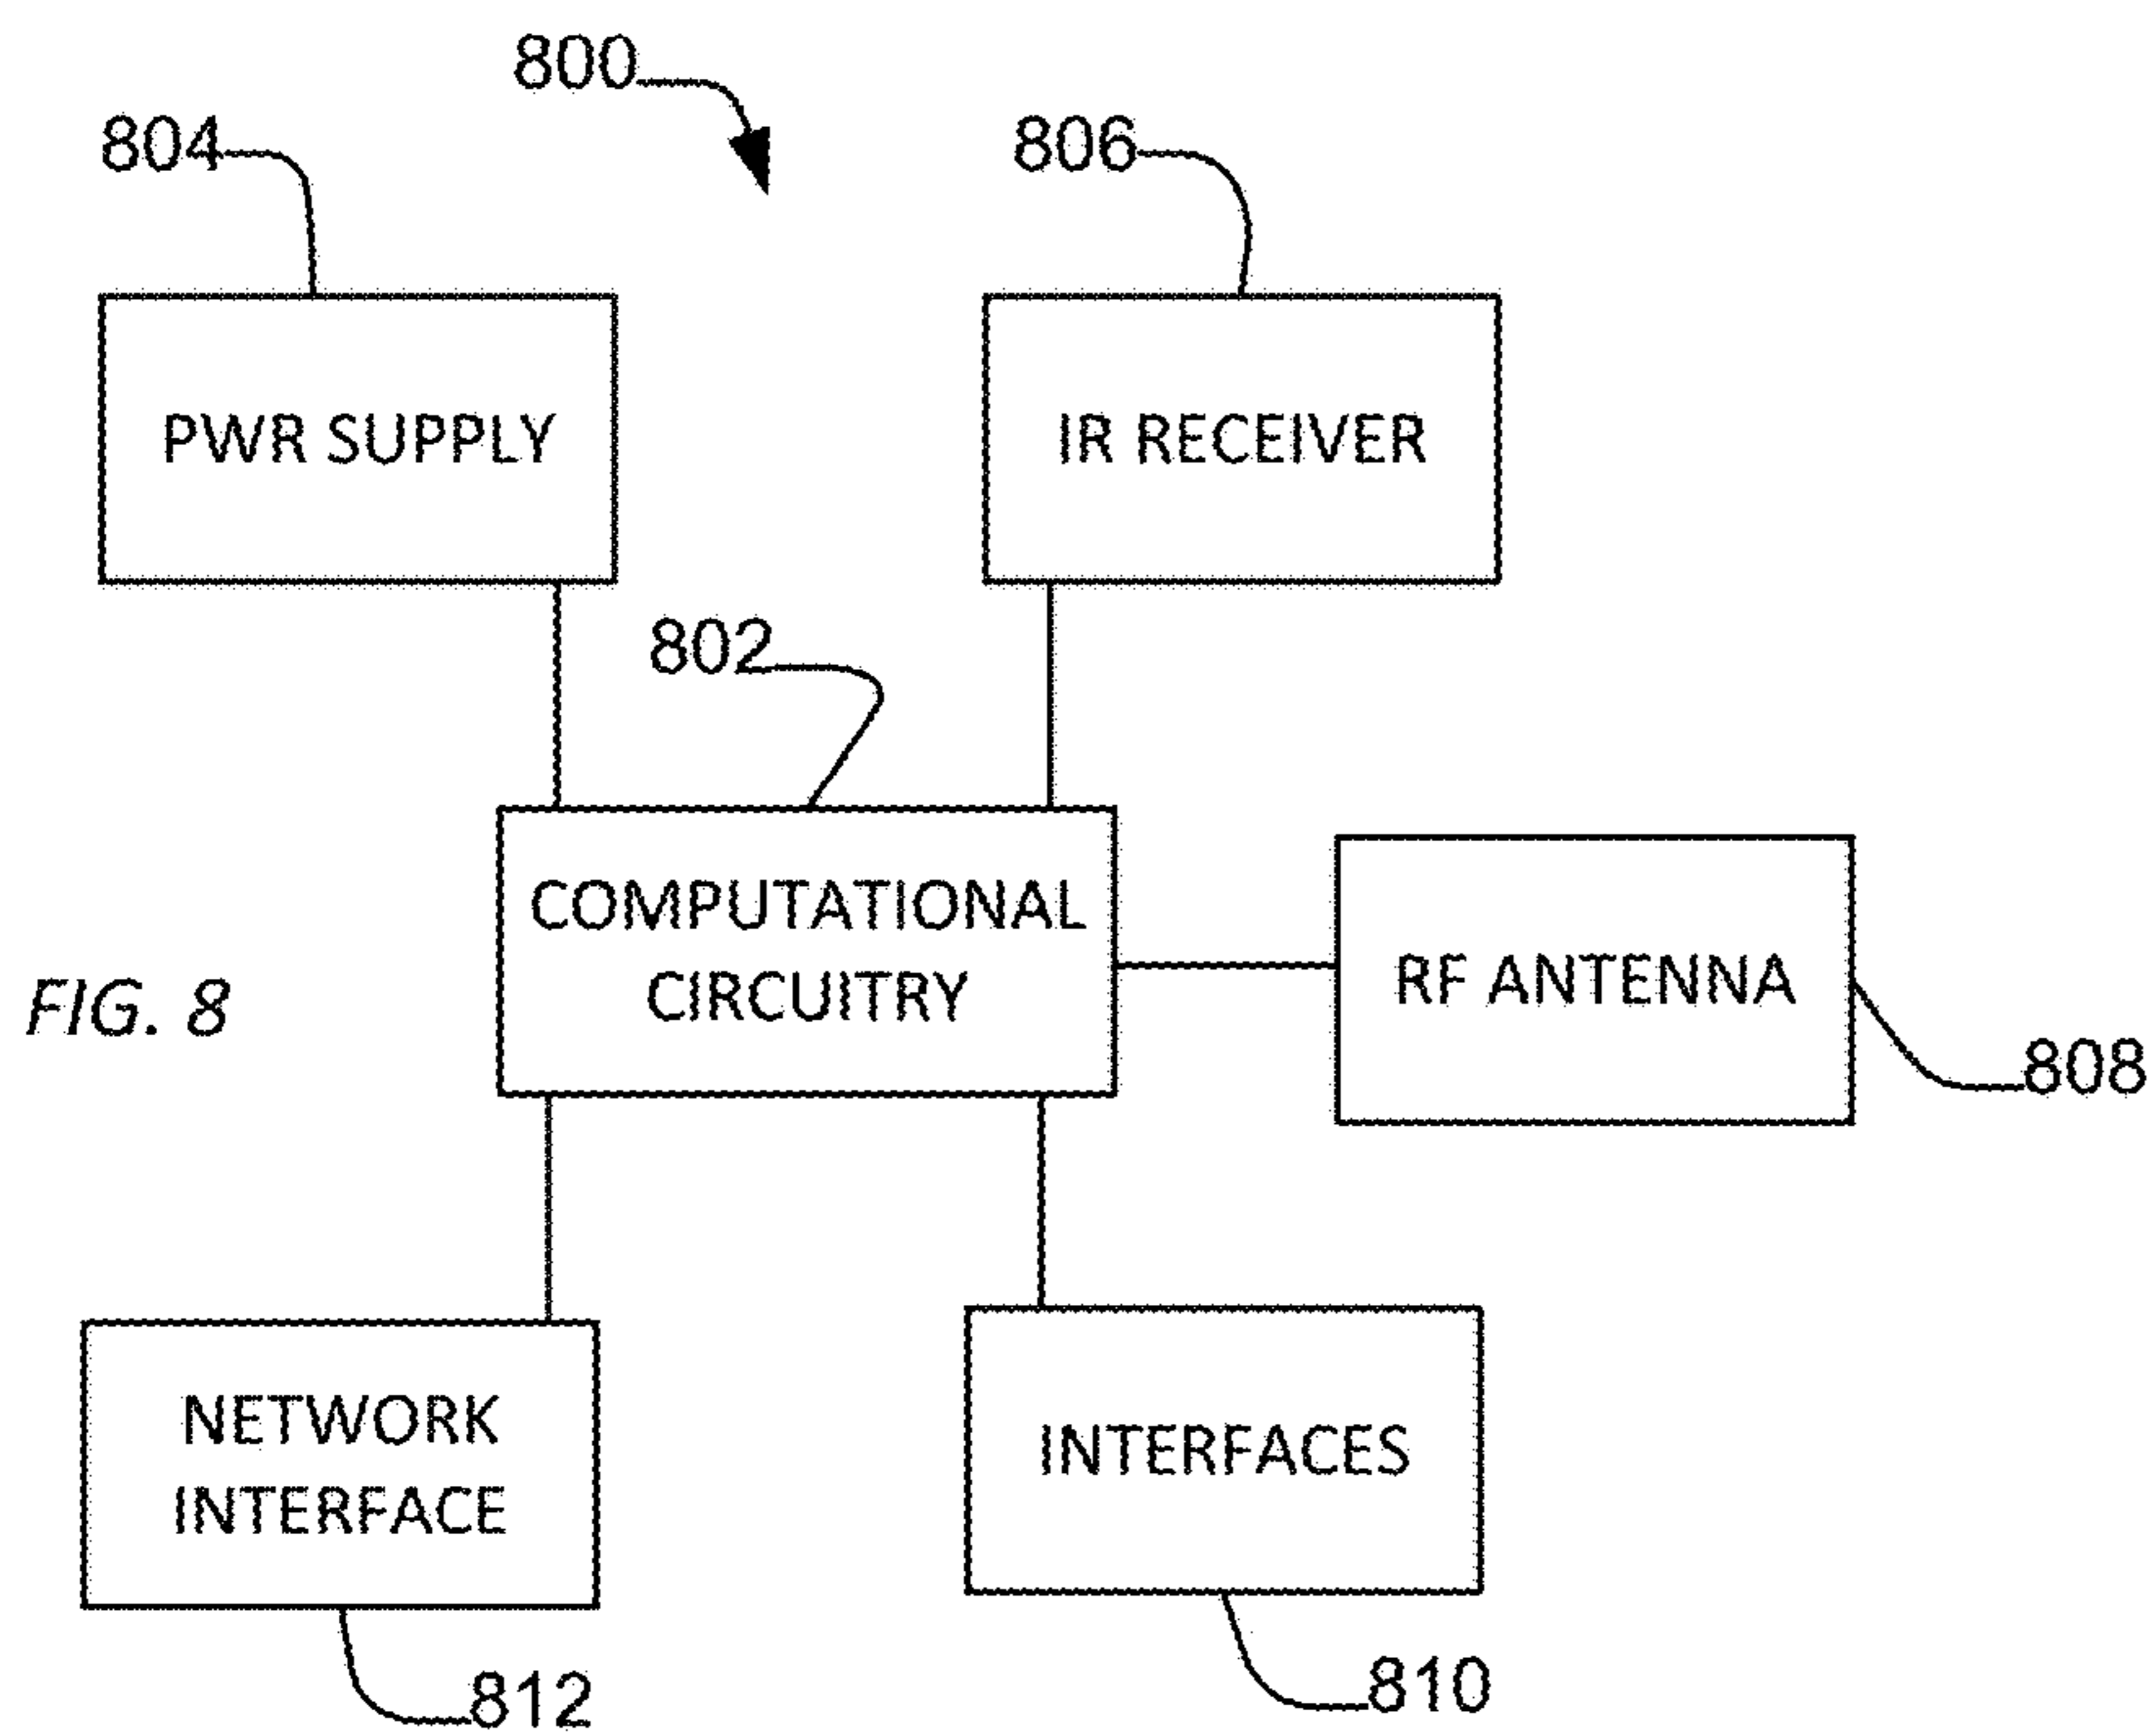 800
804
806
PWR SUPPLY
IR RECEIVER
802
COMPUTATIONAL
CIRCUITRY
RF ANTENNA
FIG. 8
808
NETWORK
INTERFACE
INTERFACES
812
810